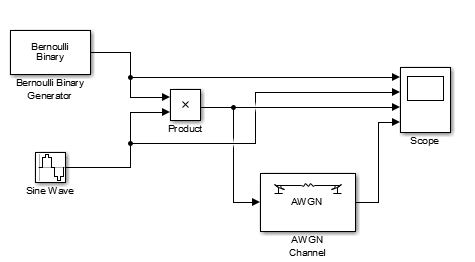 Bernoulli
Binary
Bernoulli Binary
Generator
×
Product
Scope
Sine Wave
AWGN
AWGN
Channel